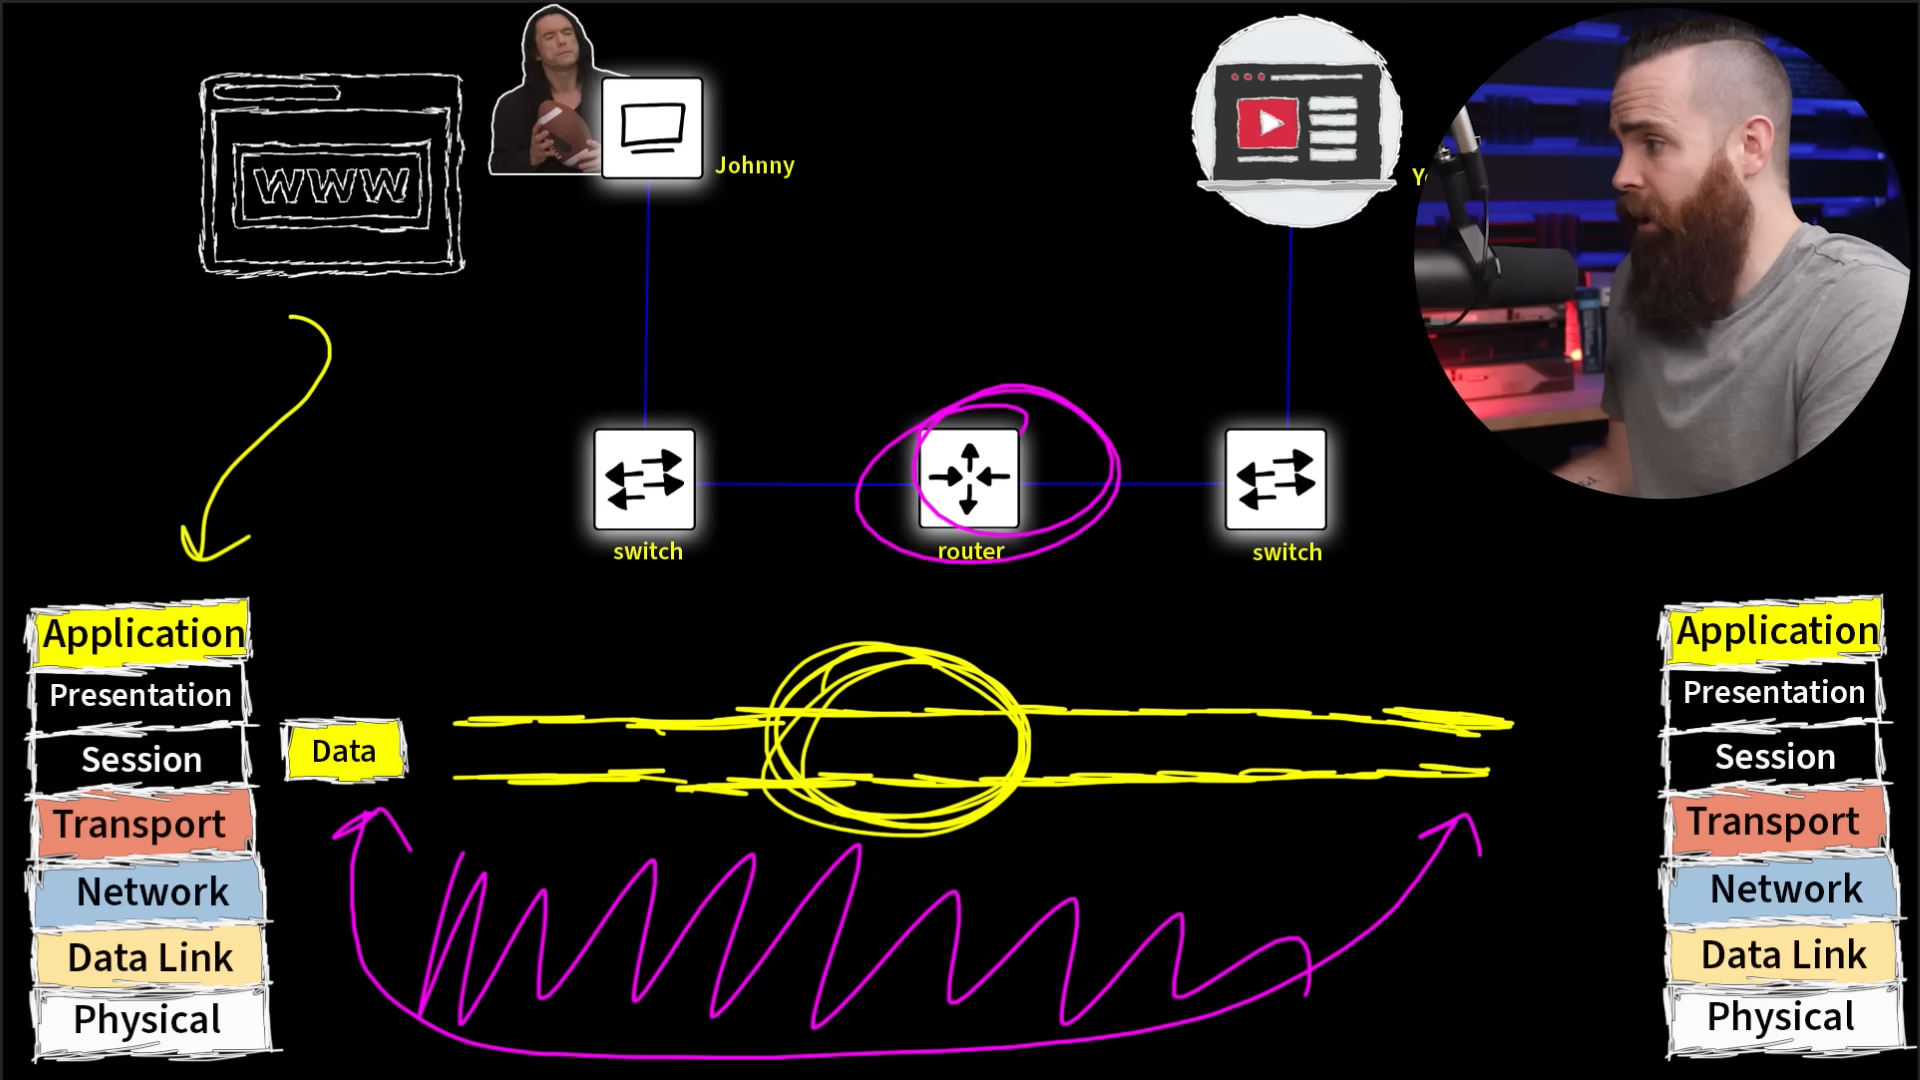 WWW
Johnny
switch
router
switch
Application
Presentation
Session
Transport
Network
Data Link
Physical
Data
Application
Presentation
Session
Transport
Network
Data Link
Physical